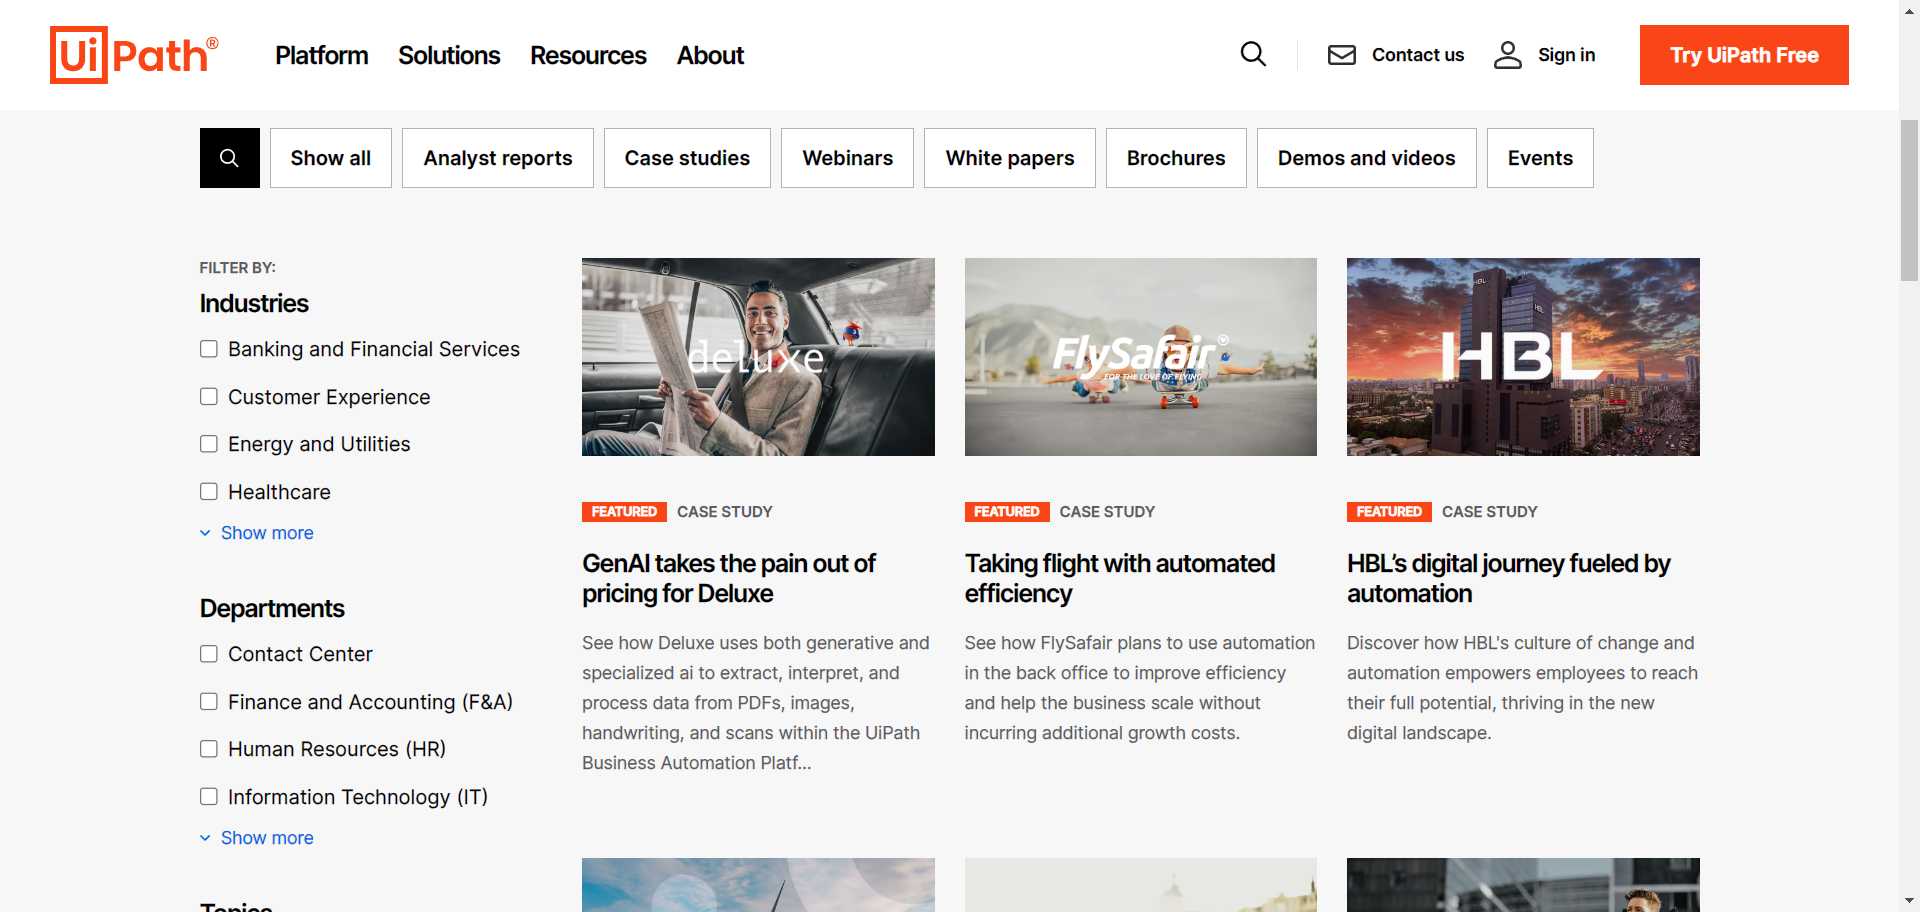 UiPath®
Platform
Solutions
Resources
About
Contact us
Sign in
Try UiPath Free
Show all
Analyst reports
Case studies
Webinars
White papers
Brochures
Demos and videos
Events
FILTER BY:
Industries
Banking and Financial Services
Customer Experience
Energy and Utilities
Healthcare
Show more
Departments
Contact Center
Finance and Accounting (F&A)
Human Resources (HR)
Information Technology (IT)
Show more
Topics
deluxe
FEATURED CASE STUDY
GenAI takes the pain out of
pricing for Deluxe
See how Deluxe uses both generative and
specialized ai to extract, interpret, and
process data from PDFs, images,
handwriting, and scans within the UiPath
Business Automation Platf...
FlySafair®
FOR THE LOVE OF FLYING
FEATURED CASE STUDY
Taking flight with automated
efficiency
See how FlySafair plans to use automation
in the back office to improve efficiency
and help the business scale without
incurring additional growth costs.
HBL
HBL
HBL
FEATURED CASE STUDY
HBL’s digital journey fueled by
automation
Discover how HBL's culture of change and
automation empowers employees to reach
their full potential, thriving in the new
digital landscape.